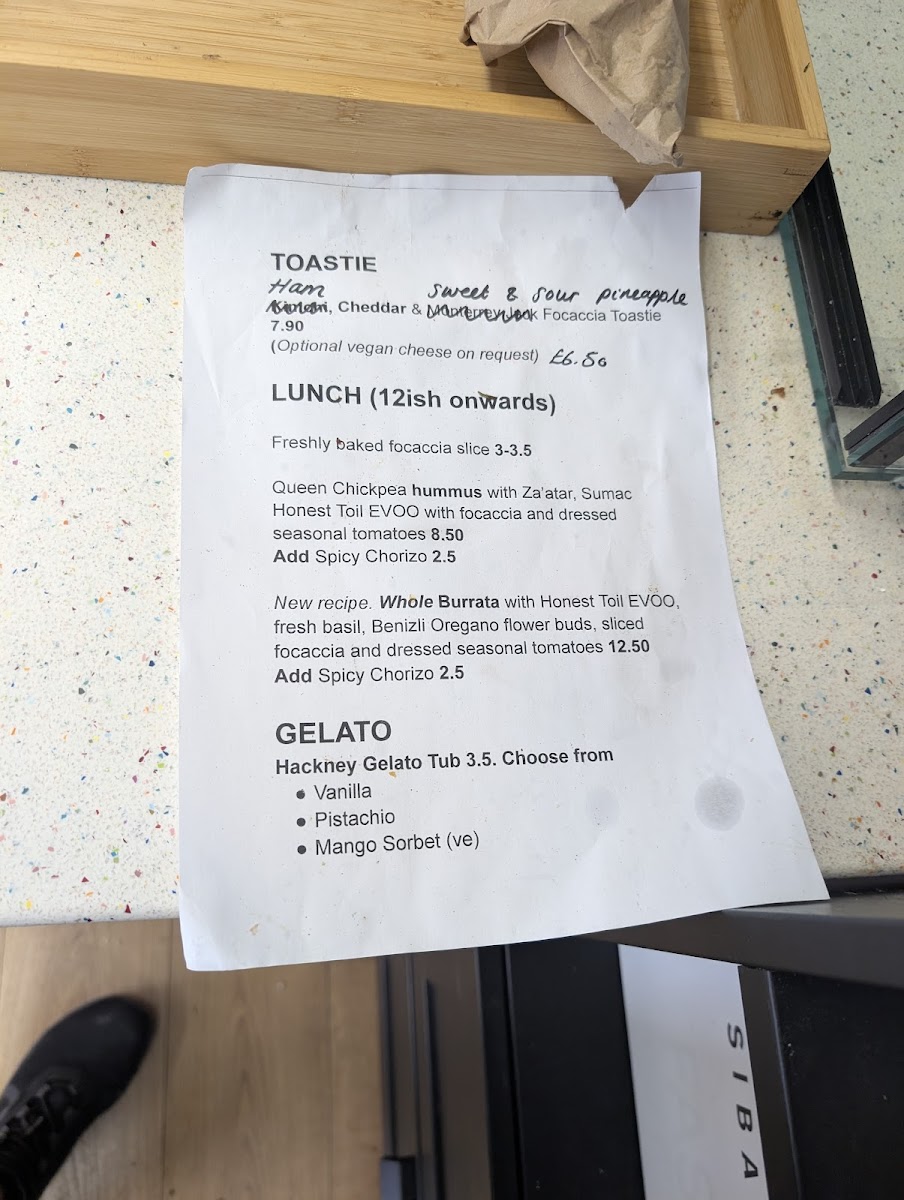 TOASTIE
Ham sweet & sour pineapple
Kimchi, Cheddar & Monterrey Jack Focaccia Toastie
7.90
(Optional vegan cheese on request) £6.50
LUNCH (12ish onwards)
Freshly baked focaccia slice 3-3.5
Queen Chickpea hummus with Za'atar, Sumac
Honest Toil EVOO with focaccia and dressed
seasonal tomatoes 8.50
Add Spicy Chorizo 2.5
New recipe. Whole Burrata with Honest Toil EVOO,
fresh basil, Benizli Oregano flower buds, sliced
focaccia and dressed seasonal tomatoes 12.50
Add Spicy Chorizo 2.5
GELATO
Hackney Gelato Tub 3.5. Choose from
● Vanilla
● Pistachio
● Mango Sorbet (ve)
SIBA